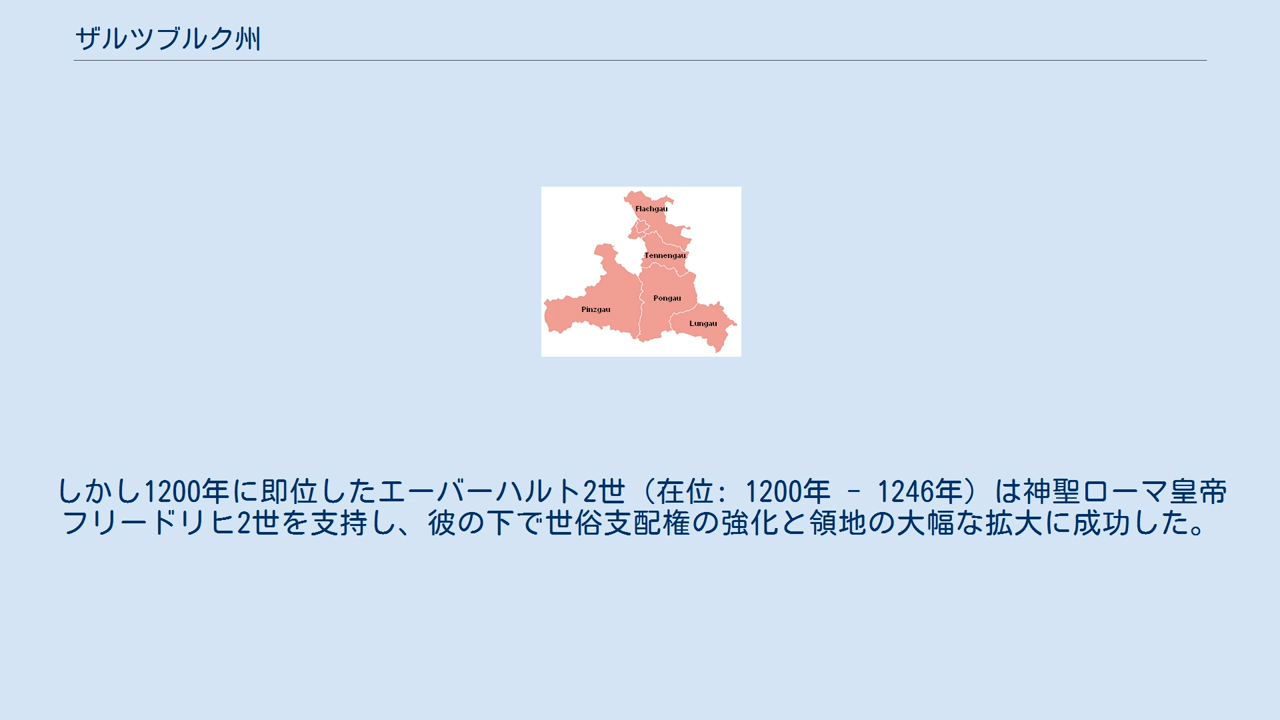 ザルツブルク州
Flachgau
Tennengau
Pongau
Pinzgau
Lungau
しかし1200年に即位したエーバーハルト2世（在位: 1200年 - 1246年）は神聖ローマ皇帝
フリードリヒ2世を支持し、彼の下で世俗支配権の強化と領地の大幅な拡大に成功した。